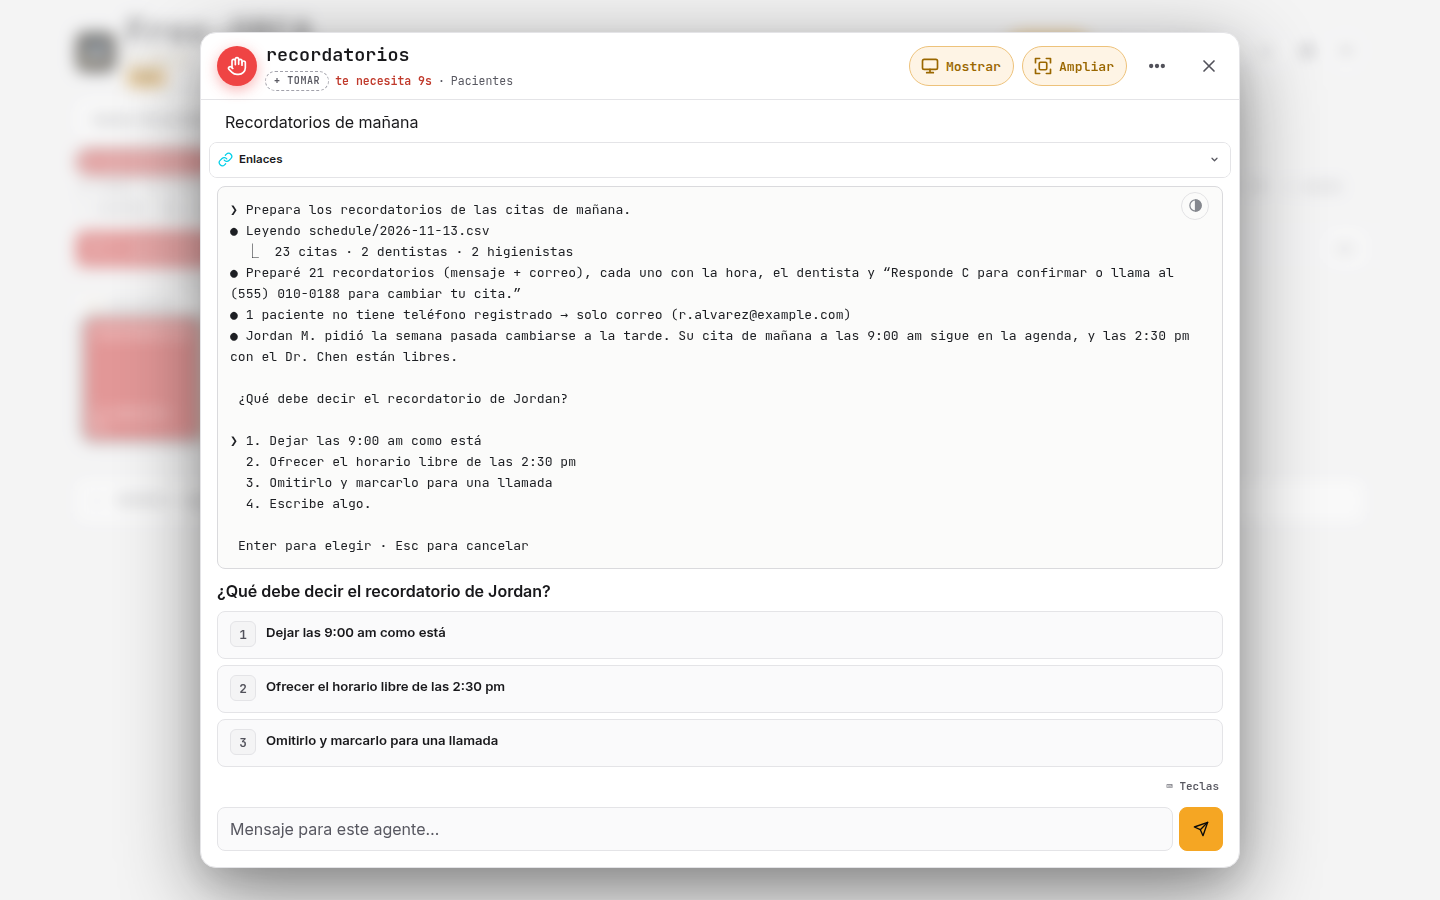 recordatorios
+ TOMAR te necesita 9s · Pacientes
Mostrar
Ampliar
Recordatorios de mañana
Enlaces
❯ Prepara los recordatorios de las citas de mañana.
● Leyendo schedule/2026-11-13.csv
⎿ 23 citas · 2 dentistas · 2 higienistas
● Preparé 21 recordatorios (mensaje + correo), cada uno con la hora, el dentista y “Responde C para confirmar o llama al
(555) 010-0188 para cambiar tu cita.”
● 1 paciente no tiene teléfono registrado → solo correo (r.alvarez@example.com)
● Jordan M. pidió la semana pasada cambiarse a la tarde. Su cita de mañana a las 9:00 am sigue en la agenda, y las 2:30 pm
con el Dr. Chen están libres.
¿Qué debe decir el recordatorio de Jordan?
❯ 1. Dejar las 9:00 am como está
2. Ofrecer el horario libre de las 2:30 pm
3. Omitirlo y marcarlo para una llamada
4. Escribe algo.
Enter para elegir · Esc para cancelar
¿Qué debe decir el recordatorio de Jordan?
1 Dejar las 9:00 am como está
2 Ofrecer el horario libre de las 2:30 pm
3 Omitirlo y marcarlo para una llamada
⌨ Teclas
Mensaje para este agente...